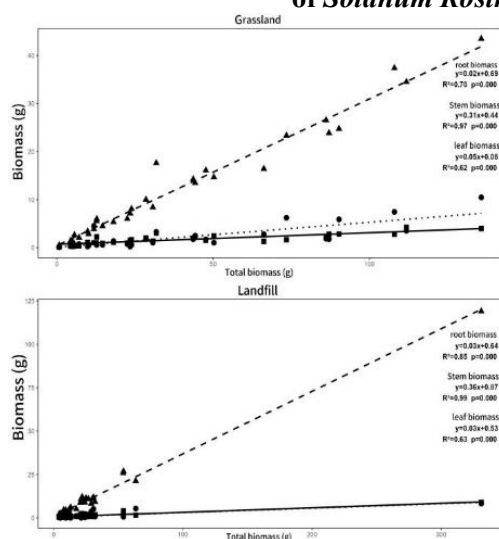 of Solanum Rosti
Grassland
Biomass (g)
40
30
20
10
0
root biomass
y=0.02x+0.69
R²=0.70 p=0.000
Stem biomass
y=0.31x+0.44
R²=0.97 p=0.000
leaf biomass
y=0.05x+0.08
R²=0.62 p=0.000
0
50
100
Total biomass (g)
Landfill
Biomass (g)
125
100
75
50
25
0
root biomass
y=0.03x+0.64
R²=0.85 p=0.000
Stem biomass
y=0.36x+0.87
R²=0.99 p=0.000
leaf biomass
y=0.03x+0.53
R²=0.63 p=0.000
0
100
200
300
Total biomass (g)